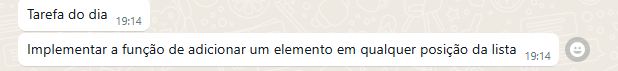 Tarefa do dia
19:14
Implementar a função de adicionar um elemento em qualquer posição da lista
19:14